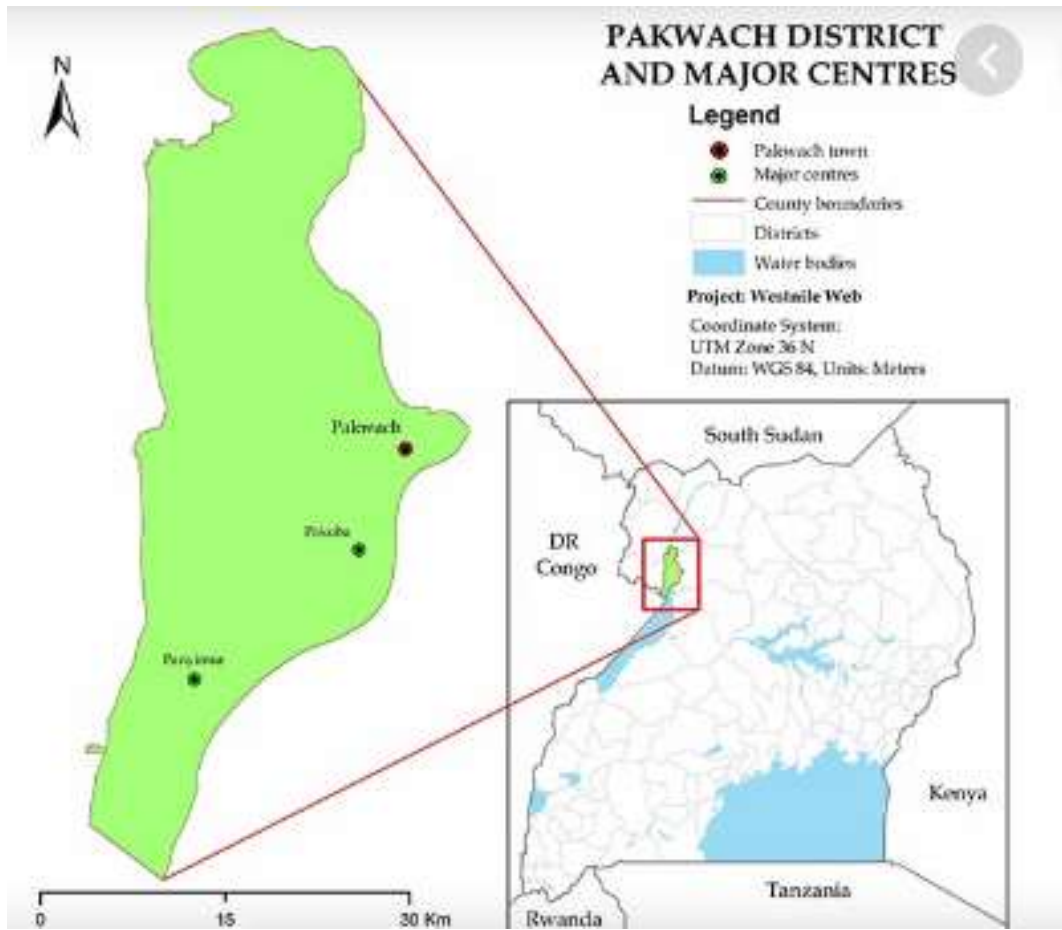 PAKWACH DISTRICT
AND MAJOR CENTRES
N
Legend
Pakwach town
Major centres
County boundaries
Districts
Water bodies
Project: Westnile Web
Coordinate System:
UTM Zone 36 N
Datum: WGS 84, Units: Meters
Pakwach
South Sudan
DR
Congo
Kenya
Tanzania
Rwanda
0 15 30 Km